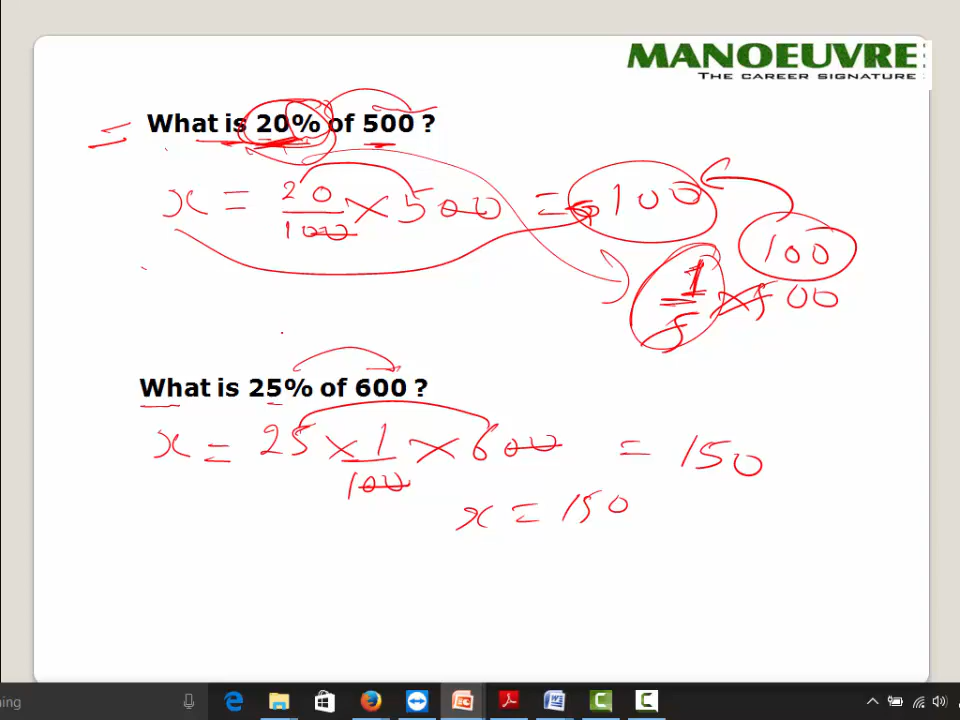 MANOEUVRE
THE CAREER SIGNATURE
What is 20% of 500 ?
x = 20/100 × 500 = 100
100
1/5 × 500
What is 25% of 600 ?
x = 25 × 1/100 × 600 = 150
x = 150
ning